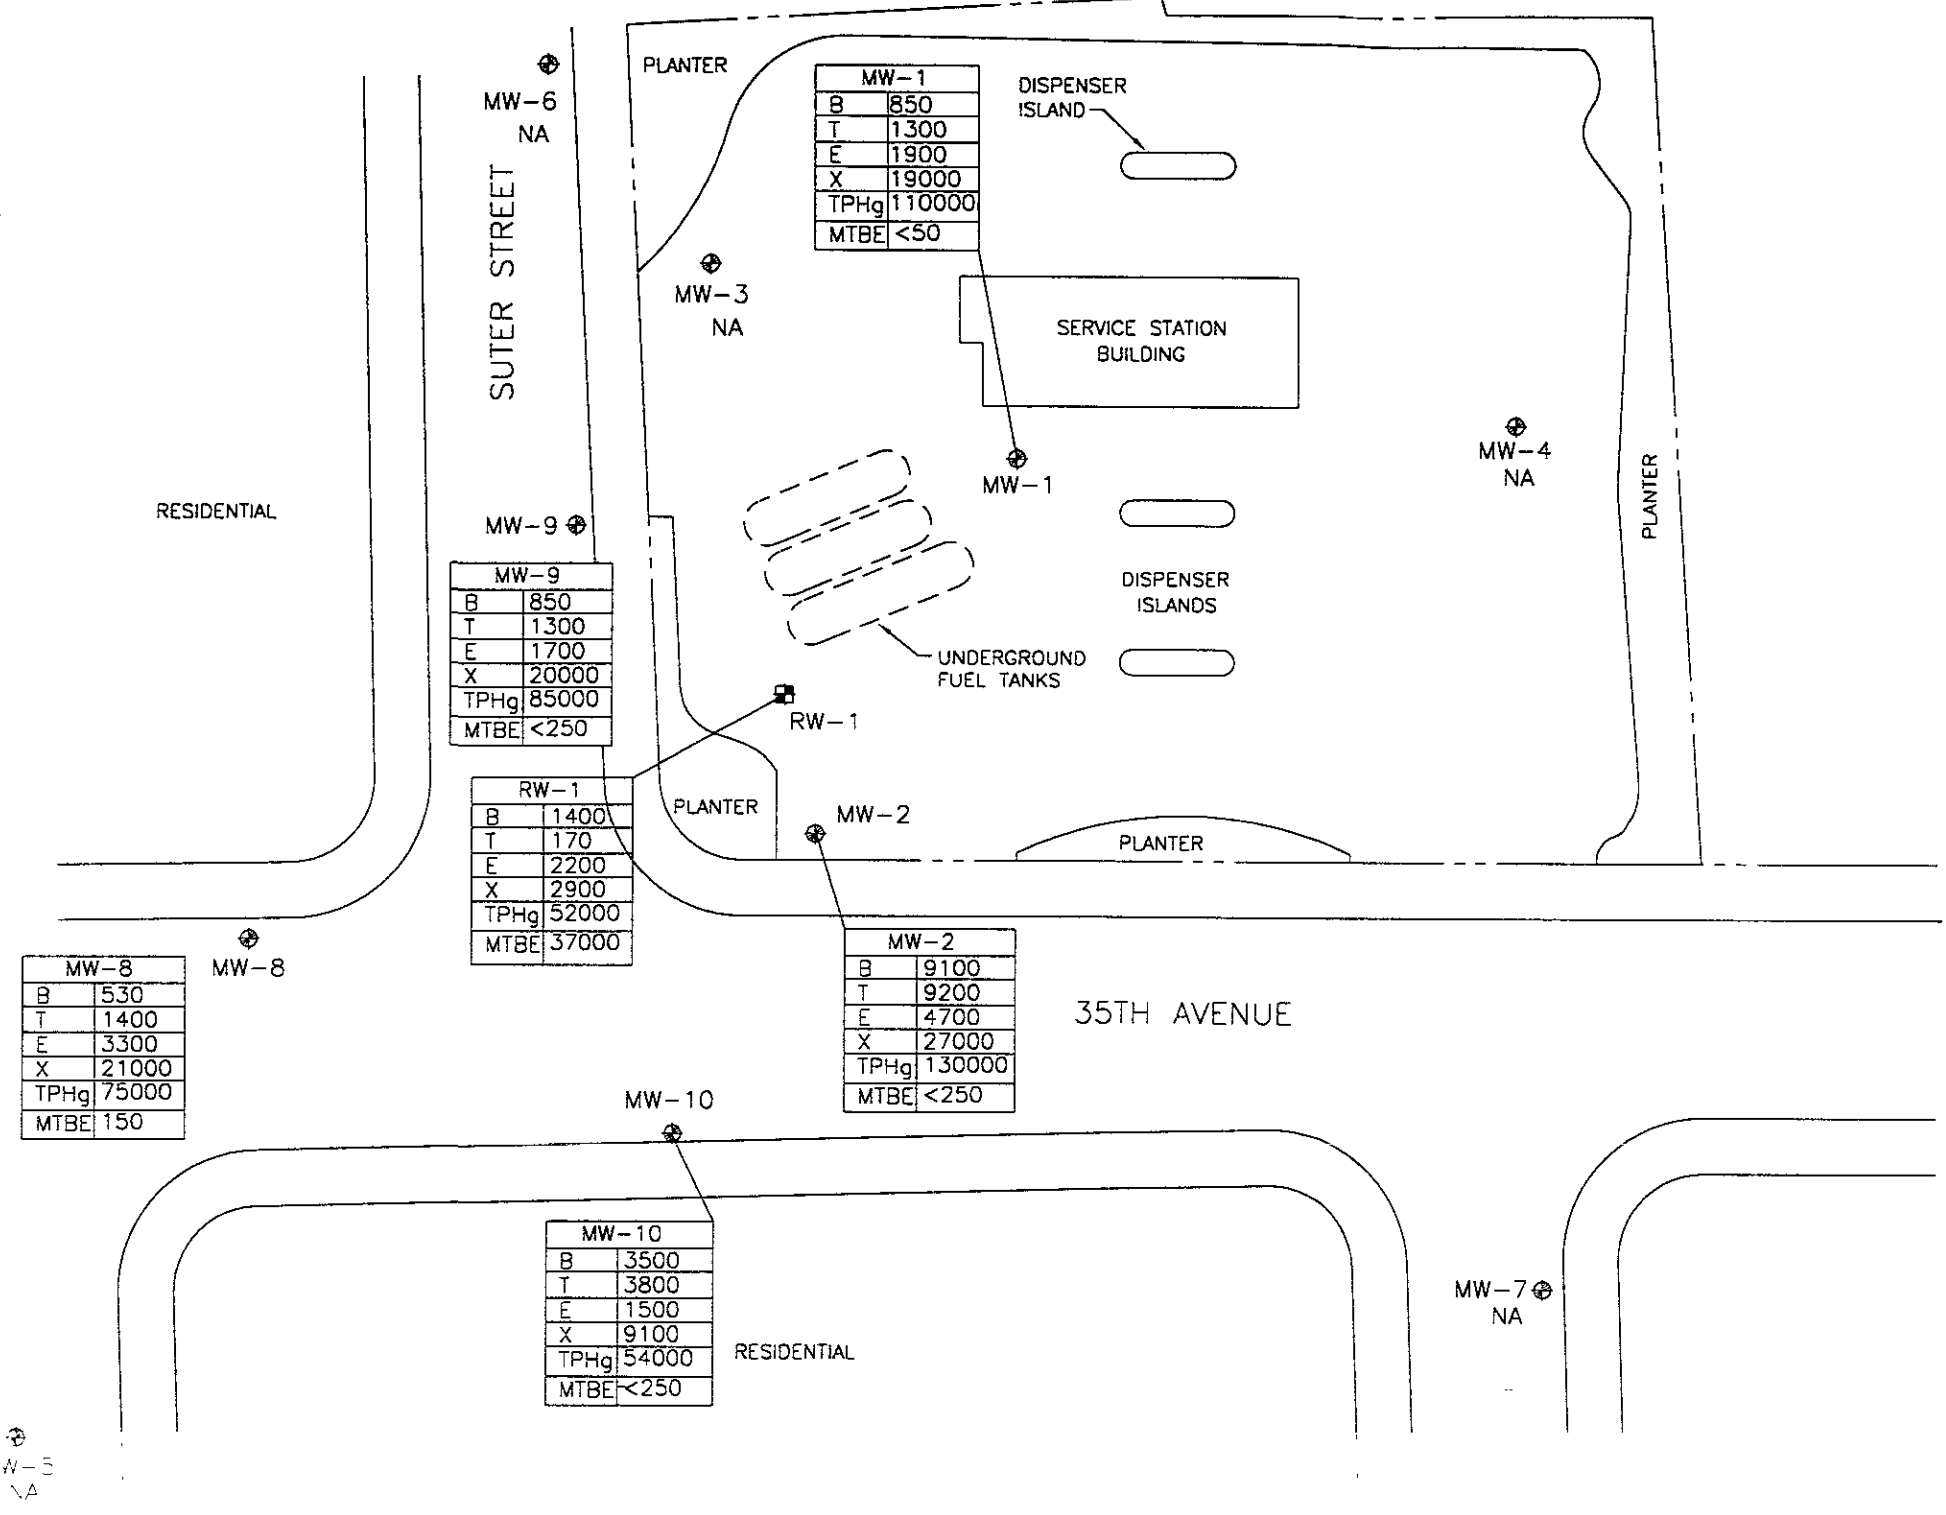 PLANTER
MW-6
NA
SUTER STREET
MW-1
B 850
T 1300
E 1900
X 19000
TPHg 110000
MTBE <50
DISPENSER
ISLAND
MW-3
NA
SERVICE STATION
BUILDING
MW-1
MW-4
NA
PLANTER
RESIDENTIAL
MW-9
MW-9
B 850
T 1300
E 1700
X 20000
TPHg 85000
MTBE <250
DISPENSER
ISLANDS
UNDERGROUND
FUEL TANKS
RW-1
RW-1
B 1400
T 170
E 2200
X 2900
TPHg 52000
MTBE 37000
PLANTER
MW-2
PLANTER
MW-8
MW-8
B 530
T 1400
E 3300
X 21000
TPHg 75000
MTBE 150
MW-2
B 9100
T 9200
E 4700
X 27000
TPHg 130000
MTBE <250
35TH AVENUE
MW-10
MW-10
B 3500
T 3800
E 1500
X 9100
TPHg 54000
MTBE <250
RESIDENTIAL
MW-7
NA